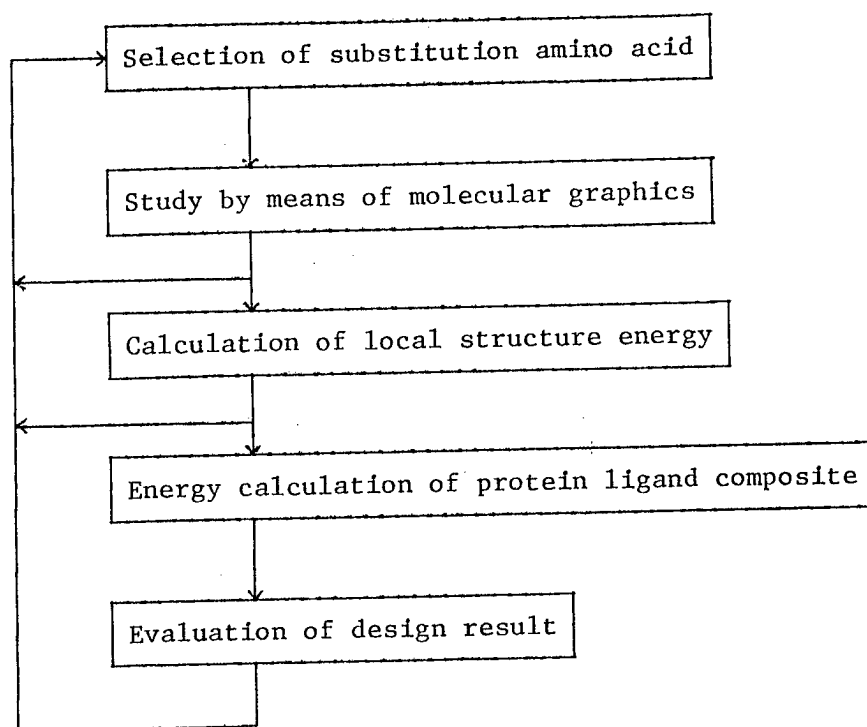 Selection of substitution amino acid
Study by means of molecular graphics
Calculation of local structure energy
Energy calculation of protein ligand composite
Evaluation of design result